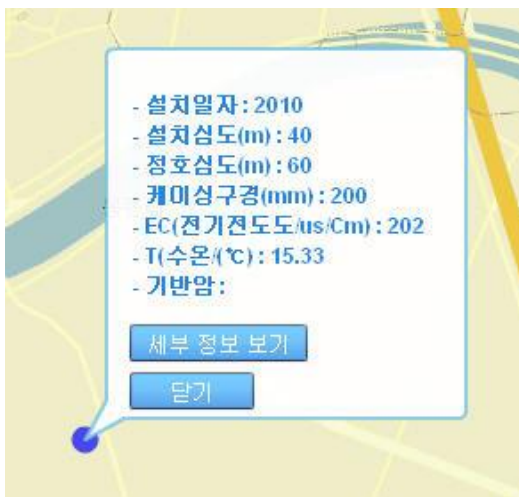 - 설치일자 : 2010
- 설치심도(m) : 40
- 정호심도(m) : 60
- 케이싱구경(mm) : 200
- EC(전기전도도/us/Cm) : 202
- T(수온/(℃) : 15.33
- 기반암 :
세부 정보 보기
닫기